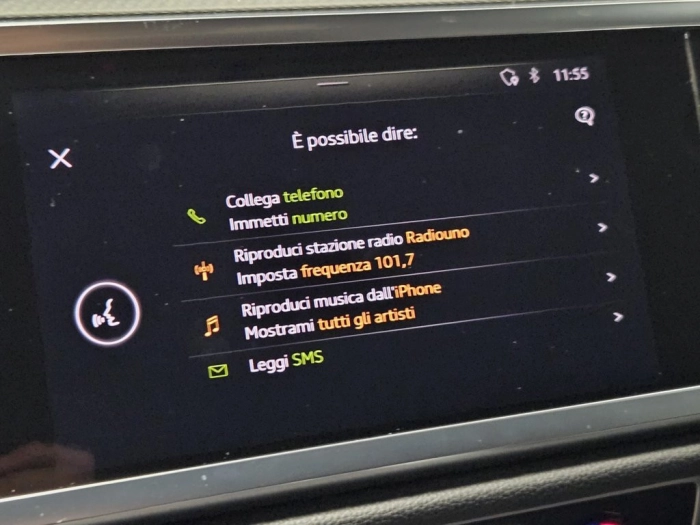 11:55
È possibile dire:
Collega telefono
Immetti numero
Riproduci stazione radio Radiouno
Imposta frequenza 101,7
Riproduci musica dall'iPhone
Mostrami tutti gli artisti
Leggi SMS